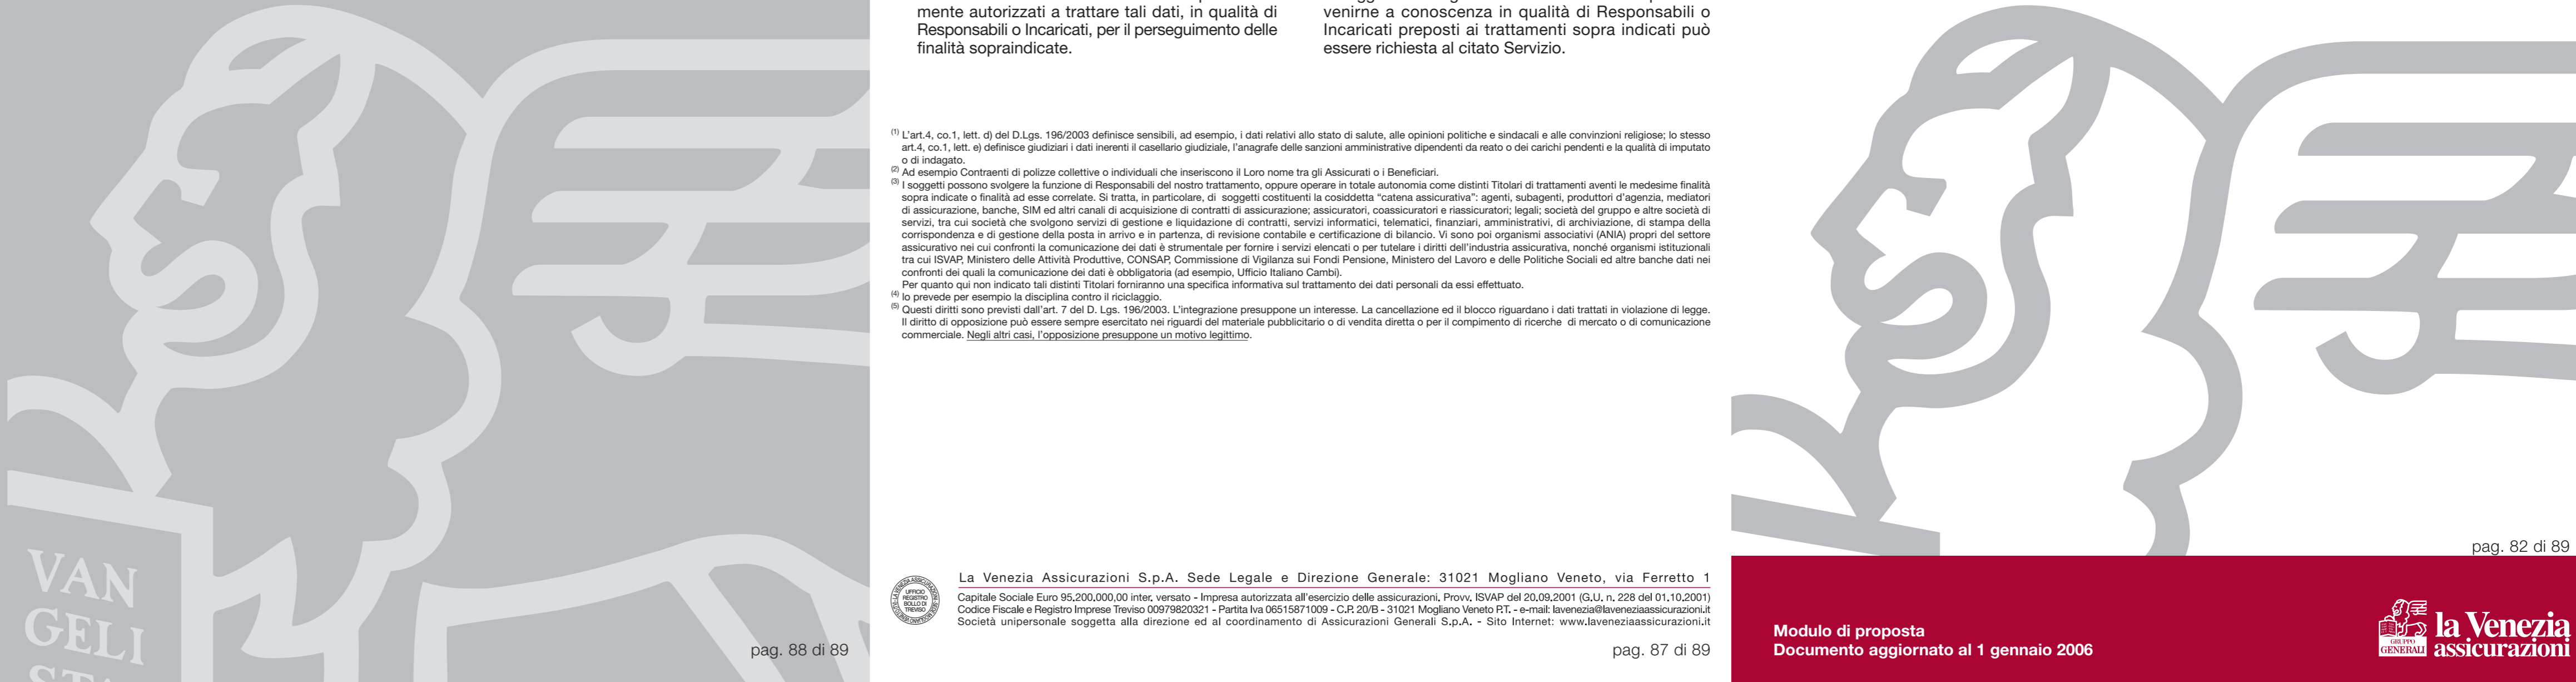 VAN
GELI
STA
pag. 88 di 89
mente autorizzati a trattare tali dati, in qualità di
Responsabili o Incaricati, per il perseguimento delle
finalità sopraindicate.
venirne a conoscenza in qualità di Responsabili o
Incaricati preposti ai trattamenti sopra indicati può
essere richiesta al citato Servizio.
(1) L'art.4, co.1, lett. d) del D.Lgs. 196/2003 definisce sensibili, ad esempio, i dati relativi allo stato di salute, alle opinioni politiche e sindacali e alle convinzioni religiose; lo stesso
art.4, co.1, lett. e) definisce giudiziari i dati inerenti il casellario giudiziale, l'anagrafe delle sanzioni amministrative dipendenti da reato o dei carichi pendenti e la qualità di imputato
o di indagato.
(2) Ad esempio Contraenti di polizze collettive o individuali che inseriscono il Loro nome tra gli Assicurati o i Beneficiari.
(3) I soggetti possono svolgere la funzione di Responsabili del nostro trattamento, oppure operare in totale autonomia come distinti Titolari di trattamenti aventi le medesime finalità
sopra indicate o finalità ad esse correlate. Si tratta, in particolare, di soggetti costituenti la cosiddetta “catena assicurativa”: agenti, subagenti, produttori d'agenzia, mediatori
di assicurazione, banche, SIM ed altri canali di acquisizione di contratti di assicurazione; assicuratori, coassicuratori e riassicuratori; legali; società del gruppo e altre società di
servizi, tra cui società che svolgono servizi di gestione e liquidazione di contratti, servizi informatici, telematici, finanziari, amministrativi, di archiviazione, di stampa della
corrispondenza e di gestione della posta in arrivo e in partenza, di revisione contabile e certificazione di bilancio. Vi sono poi organismi associativi (ANIA) propri del settore
assicurativo nei cui confronti la comunicazione dei dati è strumentale per fornire i servizi elencati o per tutelare i diritti dell'industria assicurativa, nonché organismi istituzionali
tra cui ISVAP, Ministero delle Attività Produttive, CONSAP, Commissione di Vigilanza sui Fondi Pensione, Ministero del Lavoro e delle Politiche Sociali ed altre banche dati nei
confronti dei quali la comunicazione dei dati è obbligatoria (ad esempio, Ufficio Italiano Cambi).
Per quanto qui non indicato tali distinti Titolari forniranno una specifica informativa sul trattamento dei dati personali da essi effettuato.
(4) lo prevede per esempio la disciplina contro il riciclaggio.
(5) Questi diritti sono previsti dall'art. 7 del D. Lgs. 196/2003. L'integrazione presuppone un interesse. La cancellazione ed il blocco riguardano i dati trattati in violazione di legge.
Il diritto di opposizione può essere sempre esercitato nei riguardi del materiale pubblicitario o di vendita diretta o per il compimento di ricerche di mercato o di comunicazione
commerciale. Negli altri casi, l'opposizione presuppone un motivo legittimo.
UFFICIO
REGISTRO
BOLLO DI
TREVISO
La Venezia Assicurazioni S.p.A. Sede Legale e Direzione Generale: 31021 Mogliano Veneto, via Ferretto 1
Capitale Sociale Euro 95.200.000,00 inter. versato - Impresa autorizzata all'esercizio delle assicurazioni, Provv. ISVAP del 20.09.2001 (G.U. n. 228 del 01.10.2001)
Codice Fiscale e Registro Imprese Treviso 00979820321 - Partita Iva 06515871009 - C.P. 20/B - 31021 Mogliano Veneto P.T. - e-mail: lavenezia@laveneziaassicurazioni.it
Società unipersonale soggetta alla direzione ed al coordinamento di Assicurazioni Generali S.p.A. - Sito Internet: www.laveneziaassicurazioni.it
pag. 87 di 89
pag. 82 di 89
Modulo di proposta
Documento aggiornato al 1 gennaio 2006
GRUPPO
GENERALI
la Venezia
assicurazioni